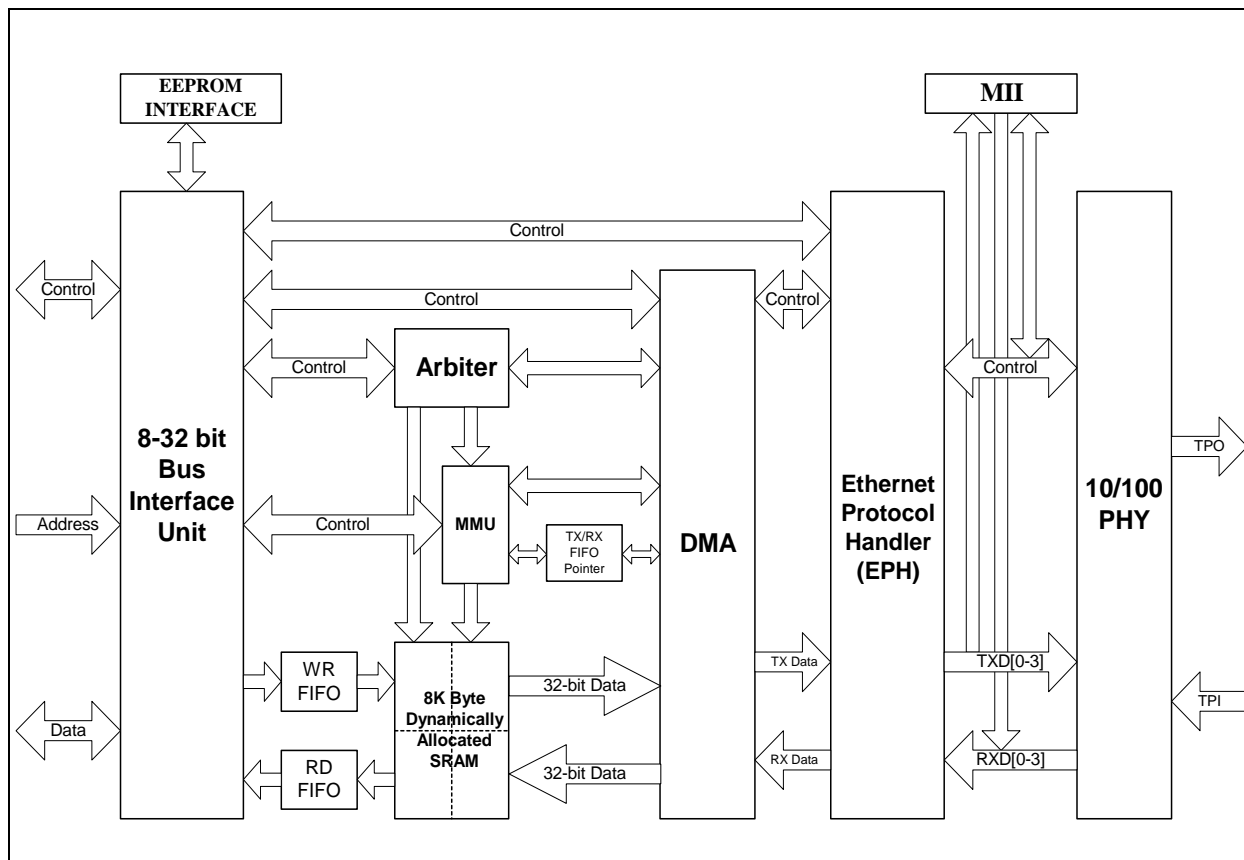 EEPROM
INTERFACE
MII
Control
Control
Control
Control
Control
Arbiter
Control
8-32 bit
Bus
Interface
Unit
Address
Control
MMU
TX/RX
FIFO
Pointer
DMA
Ethernet
Protocol
Handler
(EPH)
10/100
PHY
TPO
WR
FIFO
8K Byte
Dynamically
Allocated
SRAM
32-bit Data
TX Data
TXD[0-3]
TPI
Data
RD
FIFO
32-bit Data
RX Data
RXD[0-3]